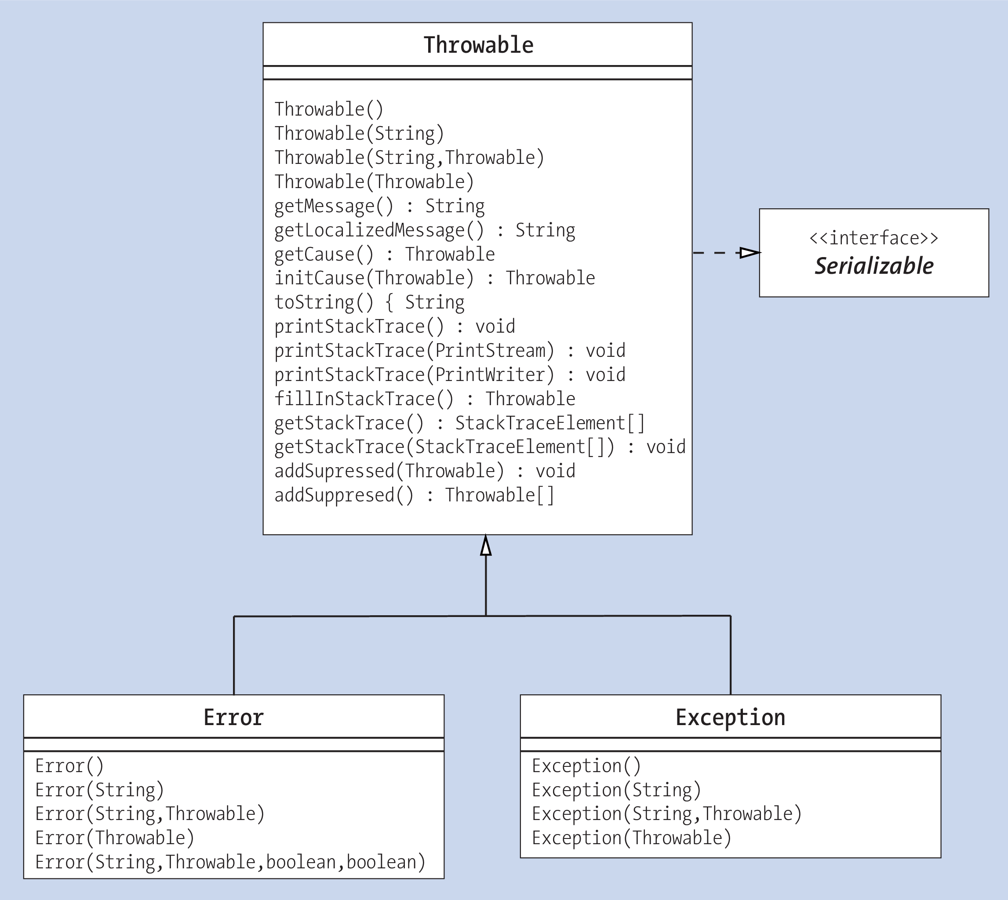 Throwable
Throwable()
Throwable(String)
Throwable(String,Throwable)
Throwable(Throwable)
getMessage() : String
getLocalizedMessage() : String
getCause() : Throwable
initCause(Throwable) : Throwable
toString() { String
printStackTrace() : void
printStackTrace(PrintStream) : void
printStackTrace(PrintWriter) : void
fillInStackTrace() : Throwable
getStackTrace() : StackTraceElement[]
getStackTrace(StackTraceElement[]) : void
addSupressed(Throwable) : void
addSuppresed() : Throwable[]
<<interface>>
Serializable
Error
Error()
Error(String)
Error(String,Throwable)
Error(Throwable)
Error(String,Throwable,boolean,boolean)
Exception
Exception()
Exception(String)
Exception(String,Throwable)
Exception(Throwable)